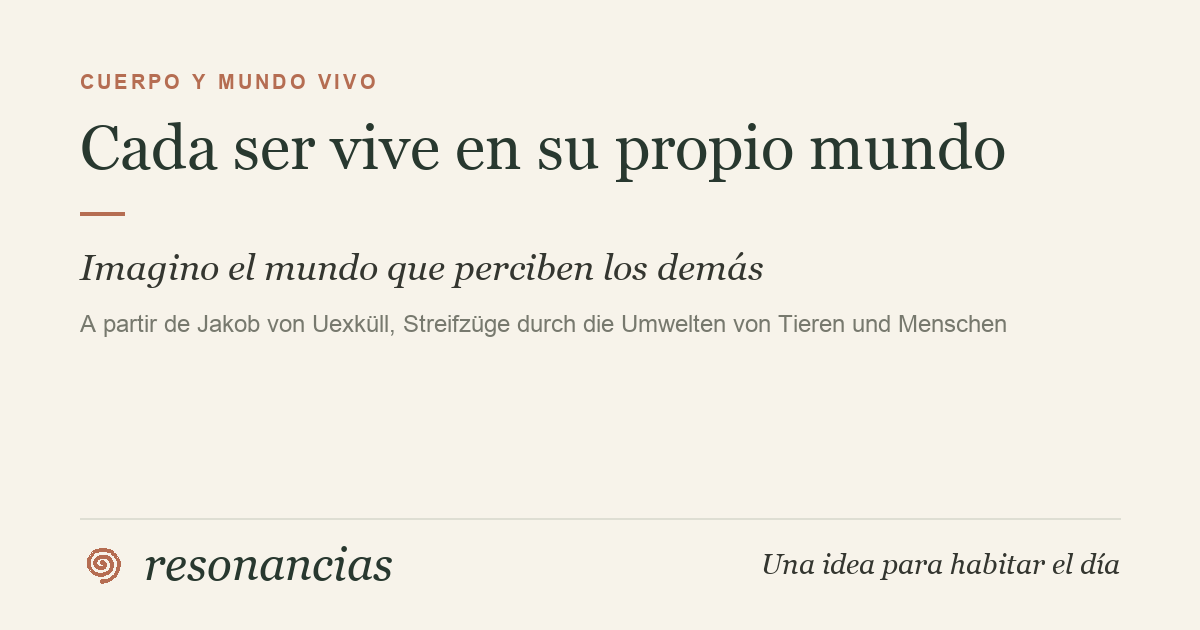 CUERPO Y MUNDO VIVO
Cada ser vive en su propio mundo
Imagino el mundo que perciben los demás
A partir de Jakob von Uexküll, Streifzüge durch die Umwelten von Tieren und Menschen
resonancias
Una idea para habitar el día